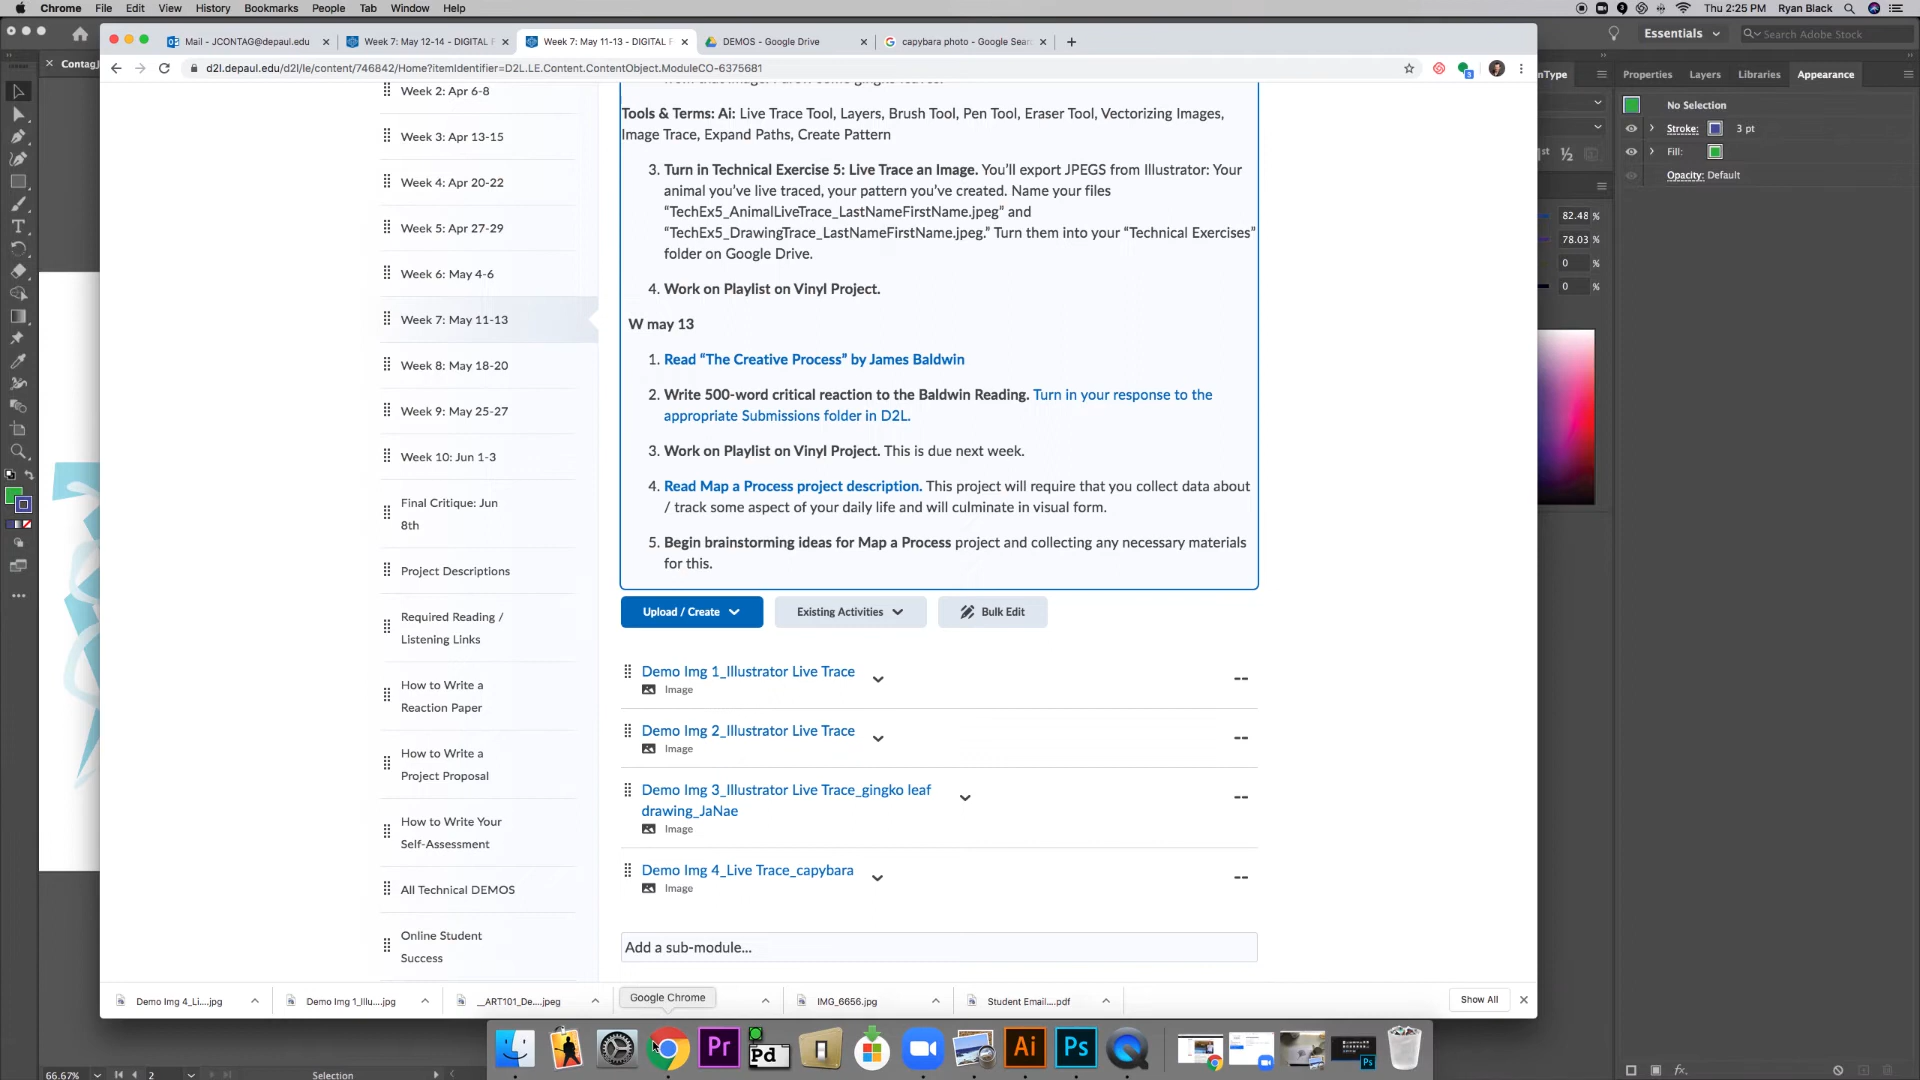 Chrome File Edit View History Bookmarks People Tab Window Help Thu 2:25 PM Ryan Black
Mail - JCONTAG@depaul.edu Week 7: May 12-14 - DIGITAL F Week 7: May 11-13 - DIGITAL F DEMOS - Google Drive capybara photo - Google Sear
d2l.depaul.edu/d2l/le/content/746842/Home?itemIdentifier=D2L.LE.Content.ContentObject.ModuleCO-6375681
Essentials Search Adobe Stock
Properties Layers Libraries Appearance
No Selection
Stroke: 3 pt
Fill:
Opacity: Default
82.48 %
78.03 %
0 %
0 %
Week 2: Apr 6-8
Week 3: Apr 13-15
Week 4: Apr 20-22
Week 5: Apr 27-29
Week 6: May 4-6
Week 7: May 11-13
Week 8: May 18-20
Week 9: May 25-27
Week 10: Jun 1-3
Final Critique: Jun
8th
Project Descriptions
Required Reading /
Listening Links
How to Write a
Reaction Paper
How to Write a
Project Proposal
How to Write Your
Self-Assessment
All Technical DEMOS
Online Student
Success
Tools & Terms: Ai: Live Trace Tool, Layers, Brush Tool, Pen Tool, Eraser Tool, Vectorizing Images,
Image Trace, Expand Paths, Create Pattern
3. Turn in Technical Exercise 5: Live Trace an Image. You’ll export JPEGS from Illustrator: Your
animal you’ve live traced, your pattern you’ve created. Name your files
“TechEx5_AnimalLiveTrace_LastNameFirstName.jpeg” and
“TechEx5_DrawingTrace_LastNameFirstName.jpeg.” Turn them into your “Technical Exercises”
folder on Google Drive.
4. Work on Playlist on Vinyl Project.
W may 13
1. Read “The Creative Process” by James Baldwin
2. Write 500-word critical reaction to the Baldwin Reading. Turn in your response to the
appropriate Submissions folder in D2L.
3. Work on Playlist on Vinyl Project. This is due next week.
4. Read Map a Process project description. This project will require that you collect data about
/ track some aspect of your daily life and will culminate in visual form.
5. Begin brainstorming ideas for Map a Process project and collecting any necessary materials
for this.
Upload / Create Existing Activities Bulk Edit
Demo Img 1_Illustrator Live Trace
Image
Demo Img 2_Illustrator Live Trace
Image
Demo Img 3_Illustrator Live Trace_gingko leaf
drawing_JaNae
Image
Demo Img 4_Live Trace_capybara
Image
Add a sub-module...
Demo Img 4_Li....jpg Demo Img 1_Illu....jpg __ART101_De....jpeg Google Chrome IMG_6656.jpg Student Email....pdf Show All
Pr Pd Ai Ps
66.67% 2 Selection